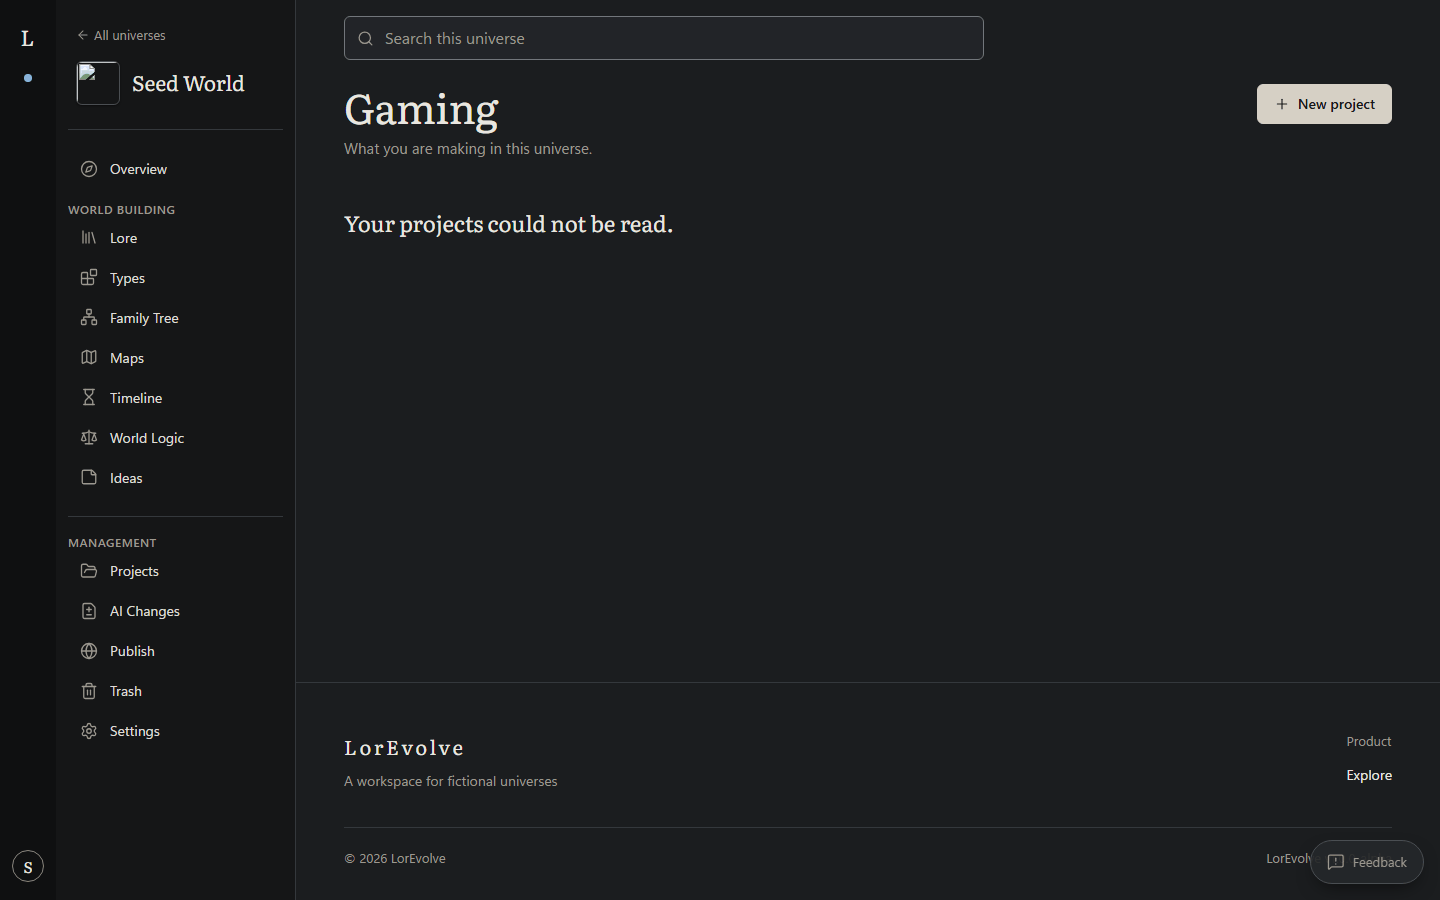 L
All universes
Seed World
Overview
WORLD BUILDING
Lore
Types
Family Tree
Maps
Timeline
World Logic
Ideas
MANAGEMENT
Projects
AI Changes
Publish
Trash
Settings
S
Search this universe
Gaming
New project
What you are making in this universe.
Your projects could not be read.
LorEvolve
A workspace for fictional universes
Product
Explore
© 2026 LorEvolve
Feedback